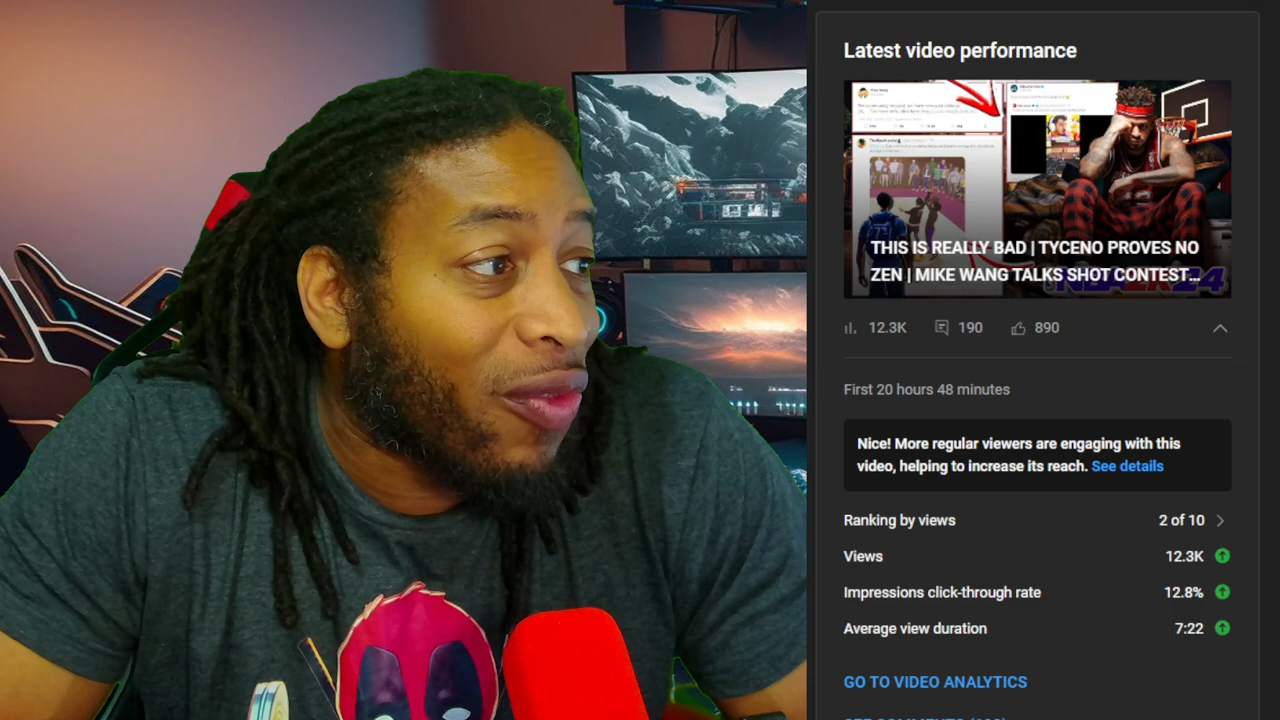 Latest video performance
THIS IS REALLY BAD | TYCENO PROVES NO
ZEN | MIKE WANG TALKS SHOT CONTEST...
12.3K 190 890
First 20 hours 48 minutes
Nice! More regular viewers are engaging with this
video, helping to increase its reach. See details
Ranking by views 2 of 10
Views 12.3K
Impressions click-through rate 12.8%
Average view duration 7:22
GO TO VIDEO ANALYTICS